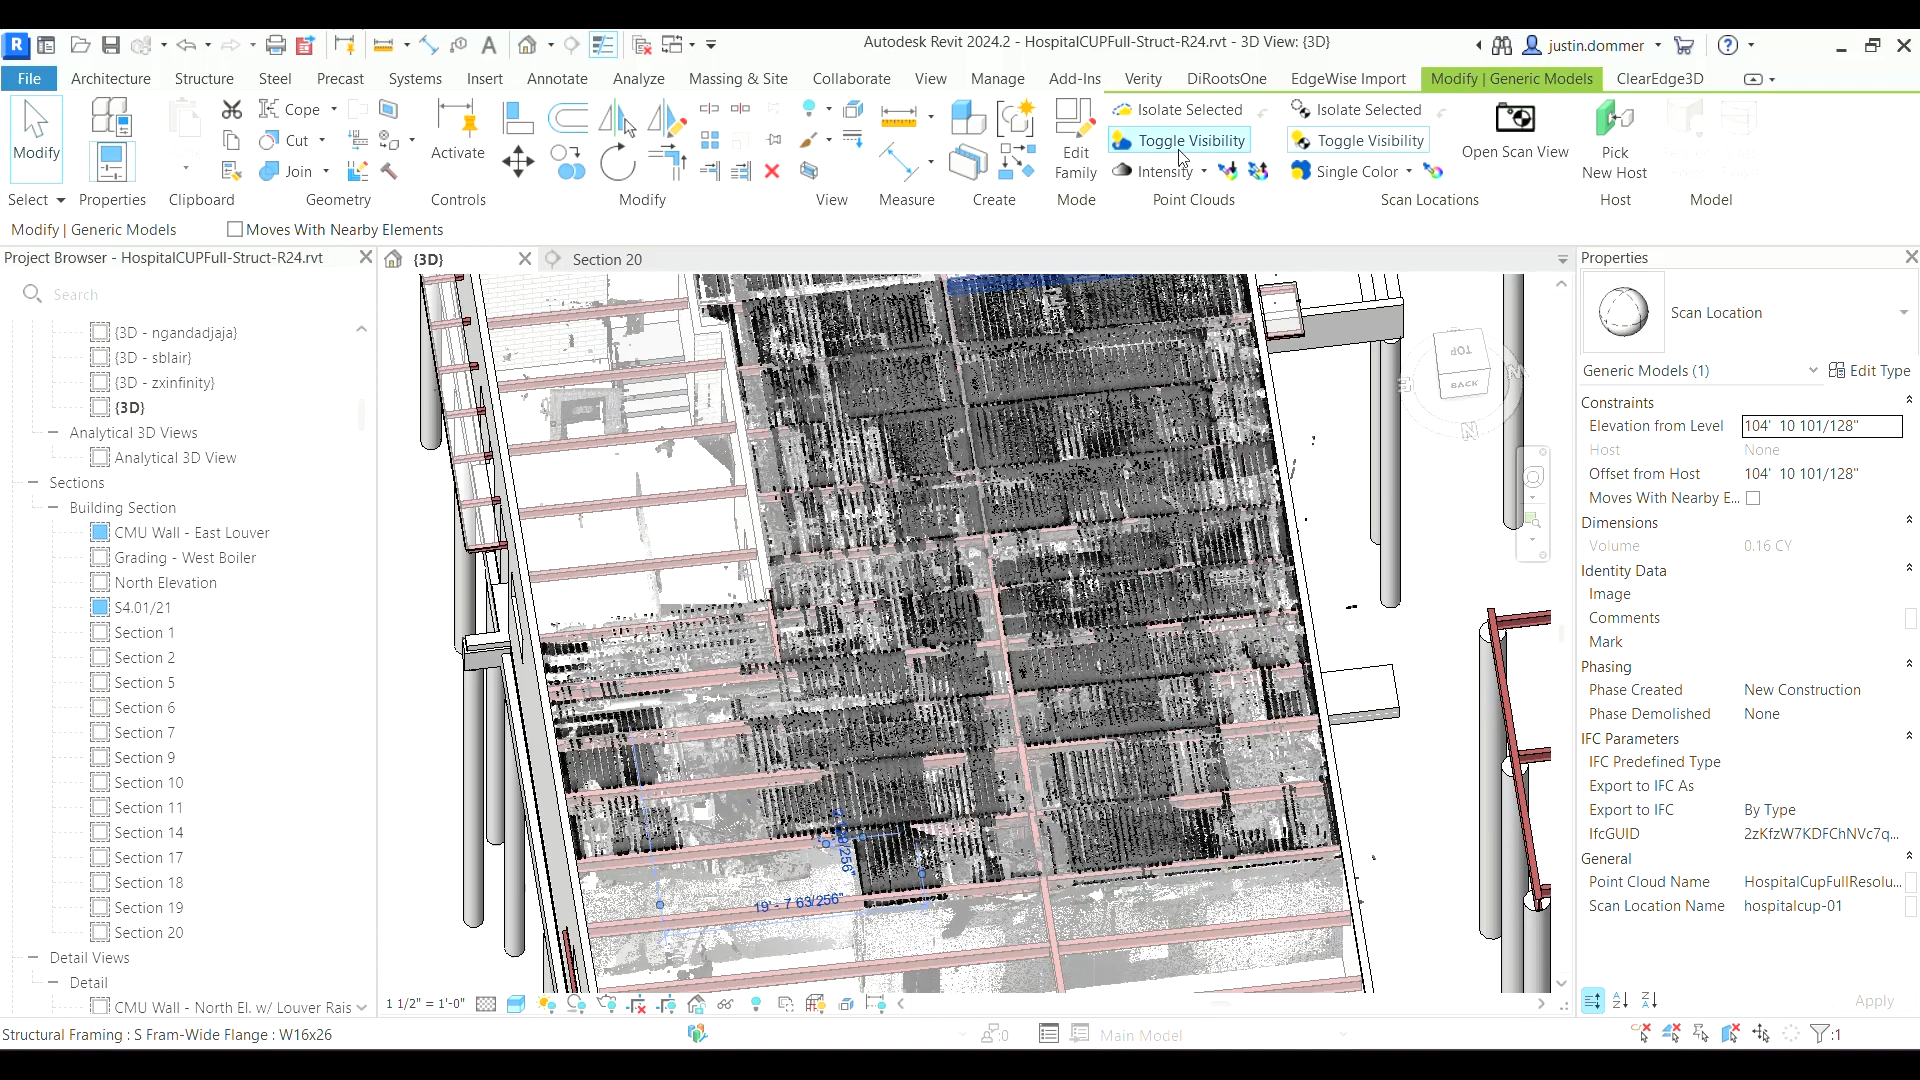 R
Autodesk Revit 2024.2 - HospitalCUPFull-Struct-R24.rvt - 3D View: {3D}
justin.dommer
File Architecture Structure Steel Precast Systems Insert Annotate Analyze Massing & Site Collaborate View Manage Add-Ins Verity DiRootsOne EdgeWise Import Modify | Generic Models ClearEdge3D
Modify
Cope
Cut
Join
Activate
Edit
Family
Isolate Selected
Toggle Visibility
Intensity
Isolate Selected
Toggle Visibility
Single Color
Open Scan View
Pick
New Host
Select Properties Clipboard Geometry Controls Modify View Measure Create Mode Point Clouds Scan Locations Host Model
Modify | Generic Models Moves With Nearby Elements
Project Browser - HospitalCUPFull-Struct-R24.rvt
Search
{3D - ngandadjaja}
{3D - sblair}
{3D - zxinfinity}
{3D}
Analytical 3D Views
Analytical 3D View
Sections
Building Section
CMU Wall - East Louver
Grading - West Boiler
North Elevation
S4.01/21
Section 1
Section 2
Section 5
Section 6
Section 7
Section 9
Section 10
Section 11
Section 14
Section 17
Section 18
Section 19
Section 20
Detail Views
Detail
CMU Wall - North El. w/ Louver Rais
{3D}
Section 20
TOP
BACK
W
N
19' - 7 63/256"
1 1/2" = 1'-0"
Properties
Scan Location
Generic Models (1) Edit Type
Constraints
Elevation from Level 104' 10 101/128"
Host None
Offset from Host 104' 10 101/128"
Moves With Nearby E...
Dimensions
Volume 0.16 CY
Identity Data
Image
Comments
Mark
Phasing
Phase Created New Construction
Phase Demolished None
IFC Parameters
IFC Predefined Type
Export to IFC As
Export to IFC By Type
IfcGUID 2zKfzW7KDFChNVc7q...
General
Point Cloud Name HospitalCupFullResolu...
Scan Location Name hospitalcup-01
Apply
Structural Framing : S Fram-Wide Flange : W16x26
:0
Main Model
:1